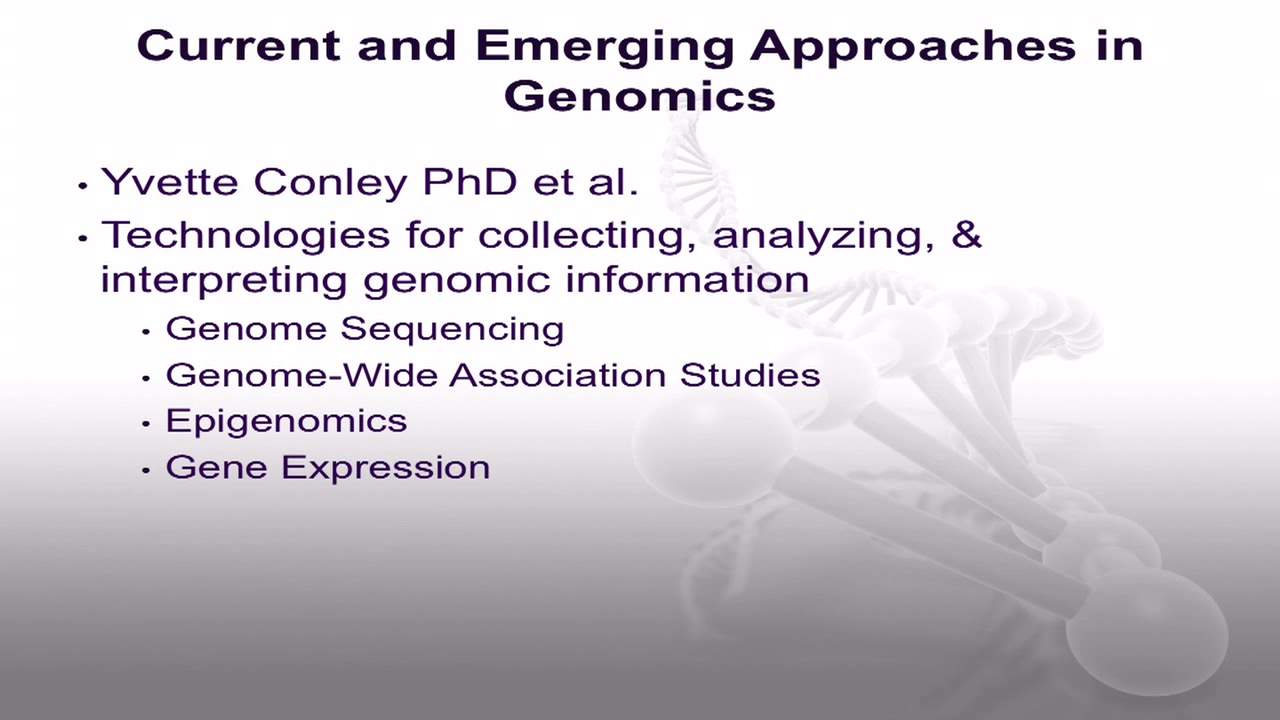 Current and Emerging Approaches in
Genomics
• Yvette Conley PhD et al.
• Technologies for collecting, analyzing, &
interpreting genomic information
• Genome Sequencing
• Genome-Wide Association Studies
• Epigenomics
• Gene Expression